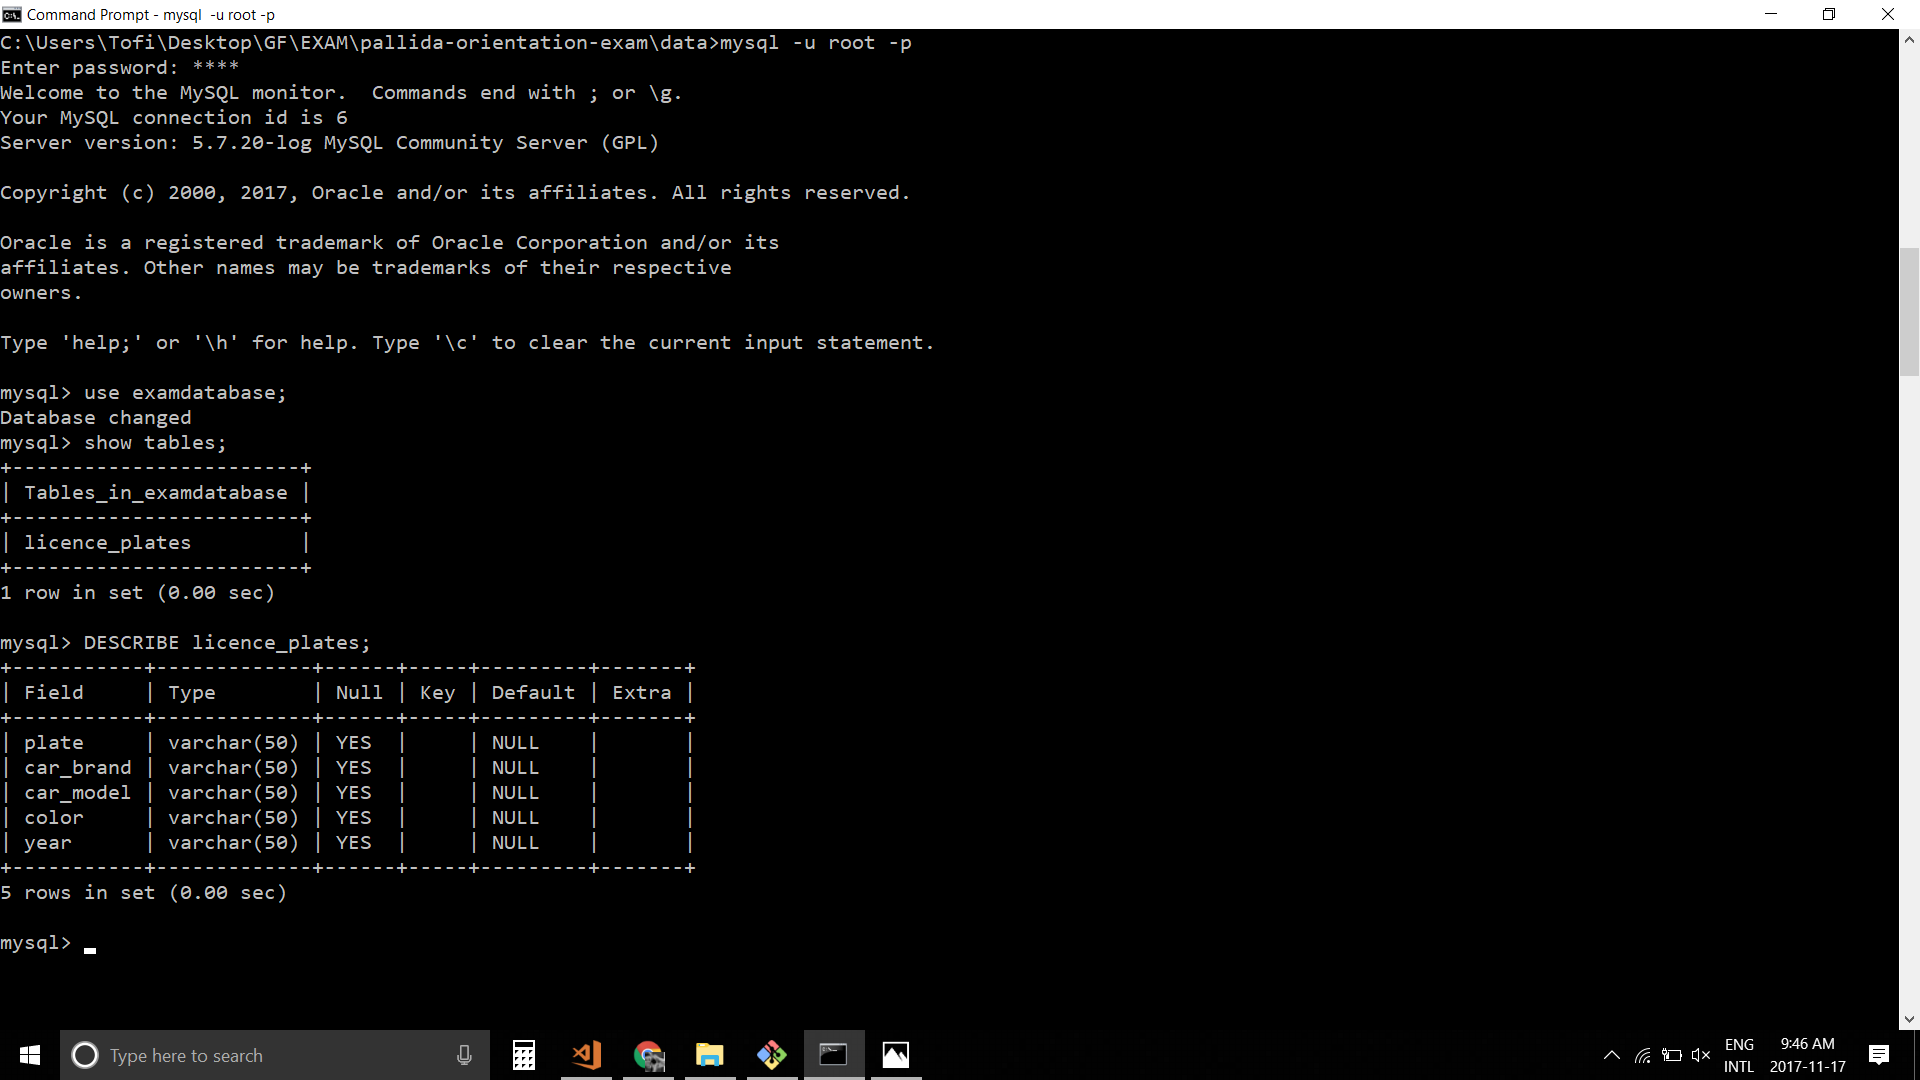 Command Prompt - mysql  -u root -p
C:\Users\Tofi\Desktop\GF\EXAM\pallida-orientation-exam\data>mysql -u root -p
Enter password: ****
Welcome to the MySQL monitor.  Commands end with ; or \g.
Your MySQL connection id is 6
Server version: 5.7.20-log MySQL Community Server (GPL)

Copyright (c) 2000, 2017, Oracle and/or its affiliates. All rights reserved.

Oracle is a registered trademark of Oracle Corporation and/or its
affiliates. Other names may be trademarks of their respective
owners.

Type 'help;' or '\h' for help. Type '\c' to clear the current input statement.

mysql> use examdatabase;
Database changed
mysql> show tables;
+------------------------+
| Tables_in_examdatabase |
+------------------------+
| licence_plates         |
+------------------------+
1 row in set (0.00 sec)

mysql> DESCRIBE licence_plates;
+-----------+-------------+------+-----+---------+-------+
| Field     | Type        | Null | Key | Default | Extra |
+-----------+-------------+------+-----+---------+-------+
| plate     | varchar(50) | YES  |     | NULL    |       |
| car_brand | varchar(50) | YES  |     | NULL    |       |
| car_model | varchar(50) | YES  |     | NULL    |       |
| color     | varchar(50) | YES  |     | NULL    |       |
| year      | varchar(50) | YES  |     | NULL    |       |
+-----------+-------------+------+-----+---------+-------+
5 rows in set (0.00 sec)

mysql> _
Type here to search
ENG
INTL
9:46 AM
2017-11-17